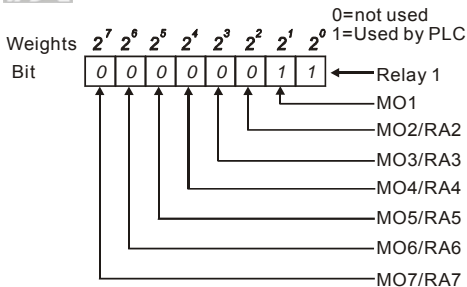 0=not used
1=Used by PLC
Weights 2⁷ 2⁶ 2⁵ 2⁴ 2³ 2² 2¹ 2⁰
Bit 0 0 0 0 0 0 1 1 Relay 1
MO1
MO2/RA2
MO3/RA3
MO4/RA4
MO5/RA5
MO6/RA6
MO7/RA7